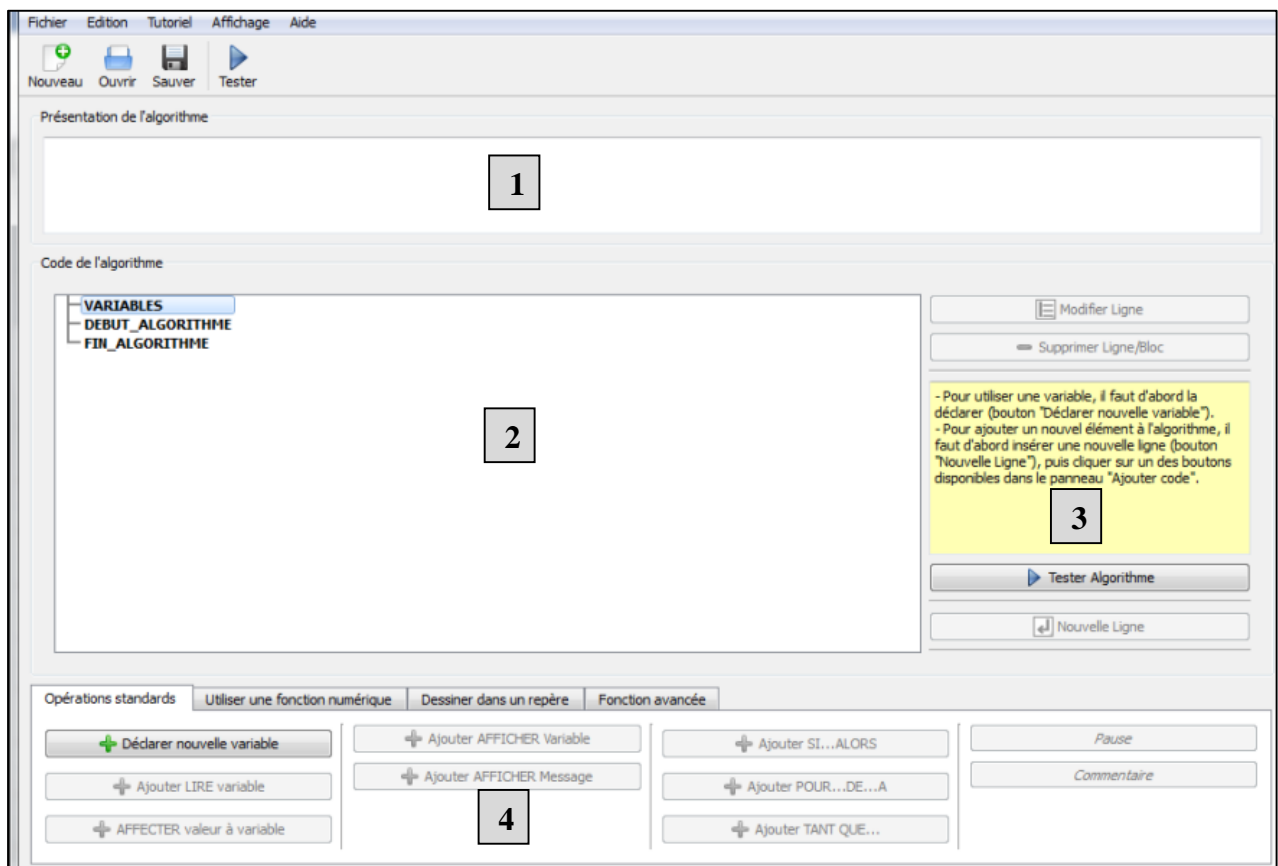 Fichier Edition Tutoriel Affichage Aide
Nouveau Ouvrir Sauver Tester
Présentation de l'algorithme
1
Code de l'algorithme
VARIABLES
DEBUT_ALGORITHME
FIN_ALGORITHME
2
Modifier Ligne
Supprimer Ligne/Bloc
- Pour utiliser une variable, il faut d'abord la
déclarer (bouton "Déclarer nouvelle variable").
- Pour ajouter un nouvel élément à l'algorithme, il
faut d'abord insérer une nouvelle ligne (bouton
"Nouvelle Ligne"), puis cliquer sur un des boutons
disponibles dans le panneau "Ajouter code".
3
Tester Algorithme
Nouvelle Ligne
Opérations standards Utiliser une fonction numérique Dessiner dans un repère Fonction avancée
Déclarer nouvelle variable
Ajouter LIRE variable
AFFECTER valeur à variable
Ajouter AFFICHER Variable
Ajouter AFFICHER Message
4
Ajouter SI...ALORS
Ajouter POUR...DE...A
Ajouter TANT QUE...
Pause
Commentaire